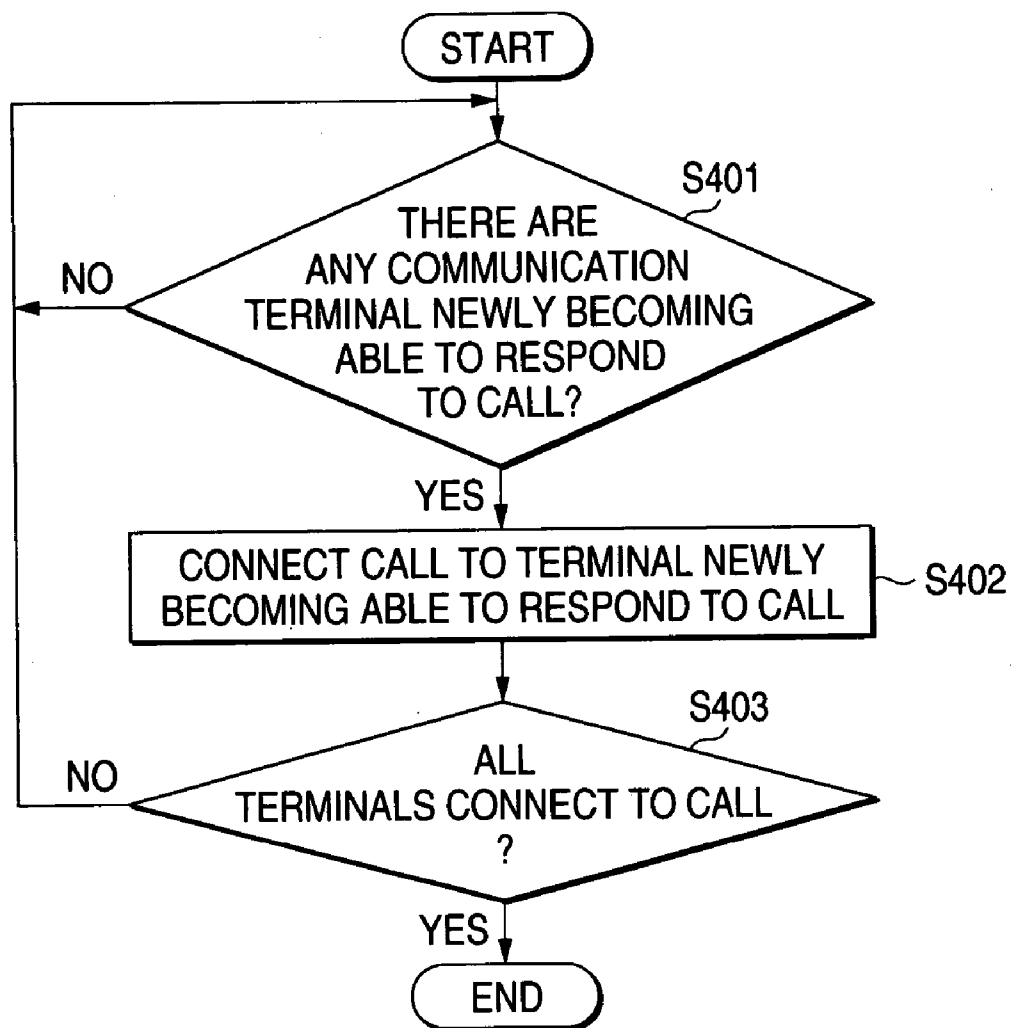 START
S401
THERE ARE
ANY COMMUNICATION
TERMINAL NEWLY BECOMING
ABLE TO RESPOND
TO CALL?
NO
YES
CONNECT CALL TO TERMINAL NEWLY
BECOMING ABLE TO RESPOND TO CALL
S402
S403
ALL
TERMINALS CONNECT TO CALL
?
NO
YES
END